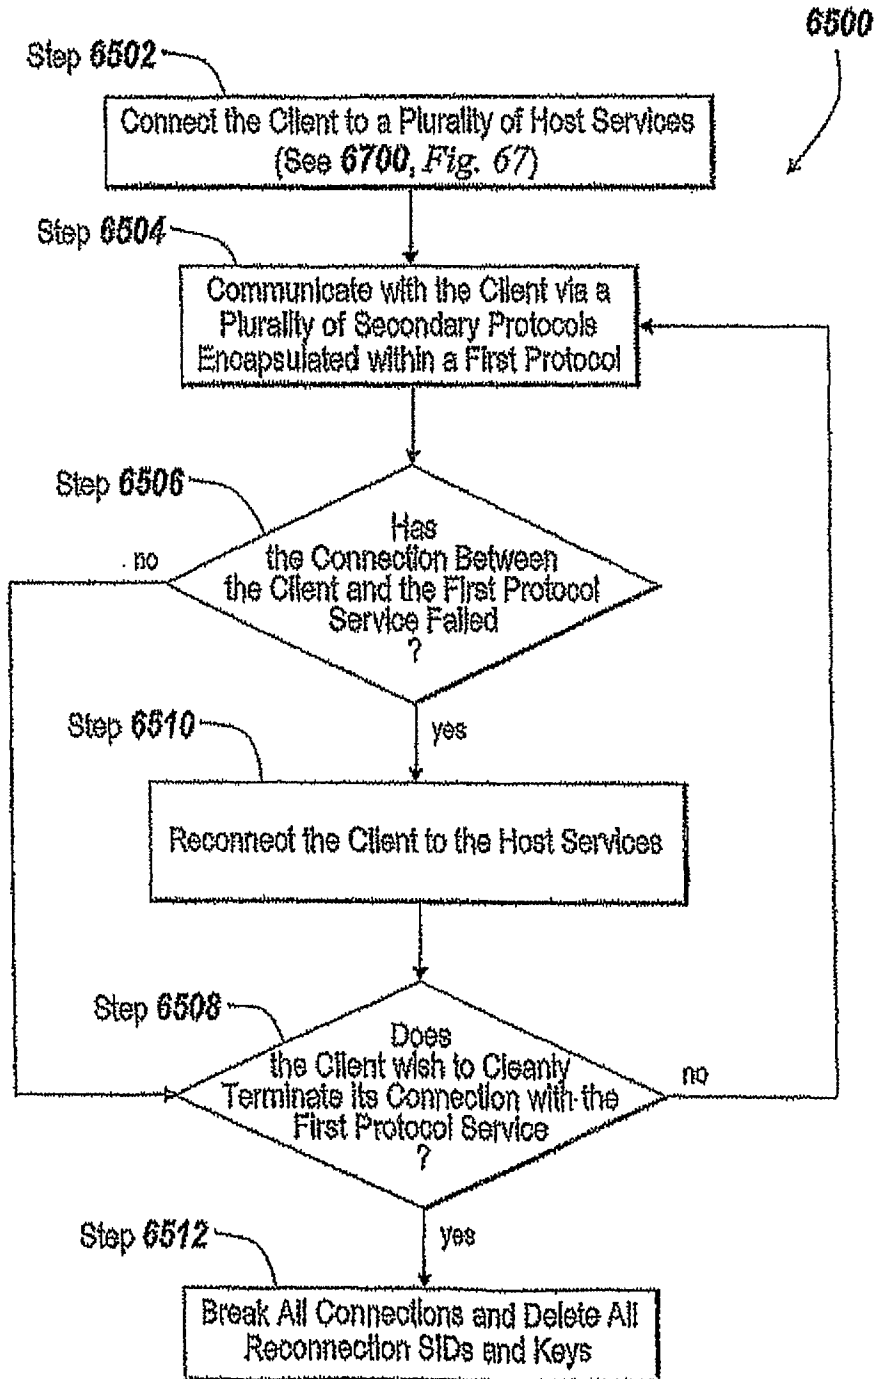 6500
Step 6502
Connect the Client to a Plurality of Host Services
(See 6700, Fig. 67)
Step 6504
Communicate with the Client via a
Plurality of Secondary Protocols
Encapsulated within a First Protocol
Step 6506
no
Has
the Connection Between
the Client and the First Protocol
Service Failed
?
yes
Step 6510
Reconnect the Client to the Host Services
Step 6508
Does
the Client wish to Cleanly
Terminate its Connection with the
First Protocol Service
?
no
yes
Step 6512
Break All Connections and Delete All
Reconnection SIDs and Keys